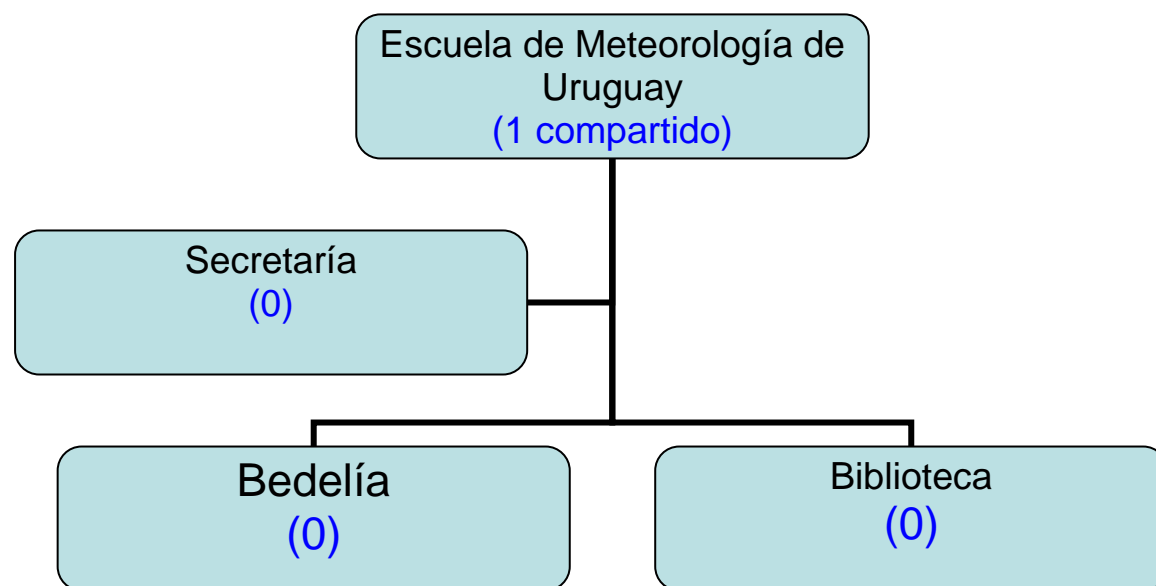 Escuela de Meteorología de
Uruguay
(1 compartido)
Secretaría
(0)
Bedelía
(0)
Biblioteca
(0)